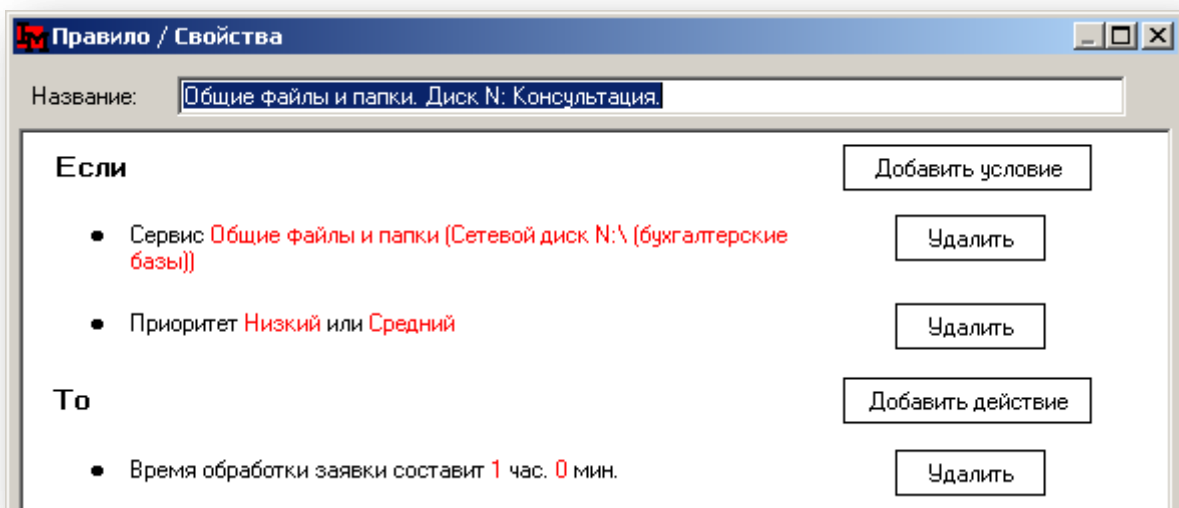 Правило / Свойства
Название: Общие файлы и папки. Диск N: Консультация.
Если
Добавить условие
Сервис Общие файлы и папки (Сетевой диск N:\ (бухгалтерские
базы))
Удалить
Приоритет Низкий или Средний
Удалить
То
Добавить действие
Время обработки заявки составит 1 час. 0 мин.
Удалить